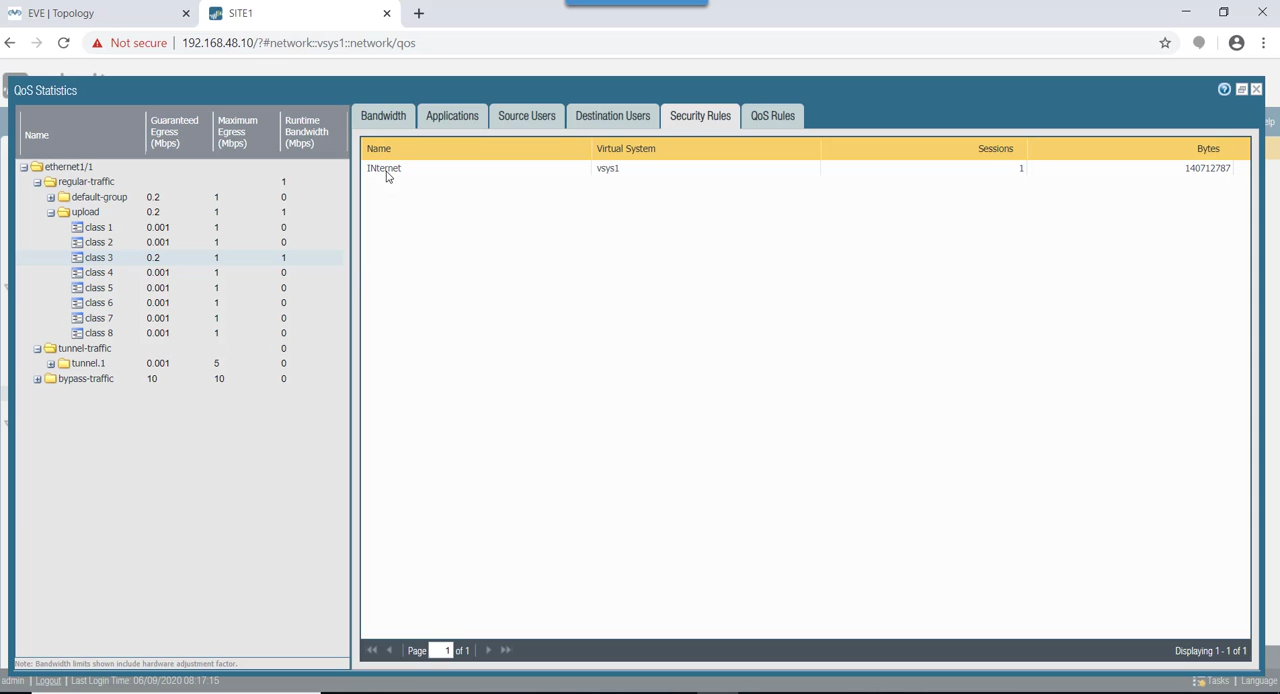 EVE | Topology
SITE1
Not secure | 192.168.48.10/?#network::vsys1::network/qos
QoS Statistics
Name
Guaranteed Egress (Mbps)
Maximum Egress (Mbps)
Runtime Bandwidth (Mbps)
ethernet1/1
regular-traffic 1
default-group 0.2 1 0
upload 0.2 1 1
class 1 0.001 1 0
class 2 0.001 1 0
class 3 0.2 1 1
class 4 0.001 1 0
class 5 0.001 1 0
class 6 0.001 1 0
class 7 0.001 1 0
class 8 0.001 1 0
tunnel-traffic 0
tunnel.1 0.001 5 0
bypass-traffic 10 10 0
Note: Bandwidth limits shown include hardware adjustment factor.
Bandwidth Applications Source Users Destination Users Security Rules QoS Rules
Name Virtual System Sessions Bytes
INternet vsys1 1 140712787
Page 1 of 1
Displaying 1 - 1 of 1
admin | Logout | Last Login Time: 06/09/2020 08:17:15
Tasks | Language